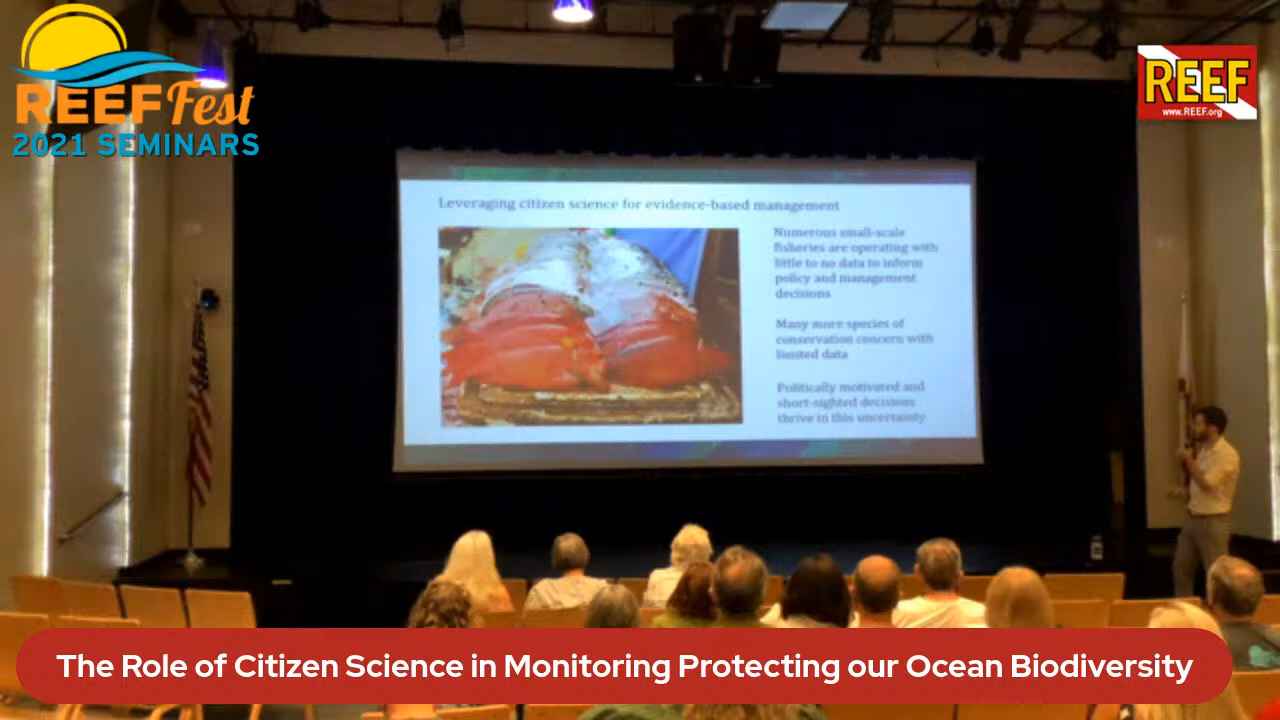 REEF Fest
2021 SEMINARS
REEF
www.REEF.org
Leveraging citizen science for evidence-based management
Numerous small-scale
fisheries are operating with
little to no data to inform
policy and management
decisions
Many more species of
conservation concern with
limited data
Politically motivated and
short-sighted decisions
thrive in this uncertainty
The Role of Citizen Science in Monitoring Protecting our Ocean Biodiversity